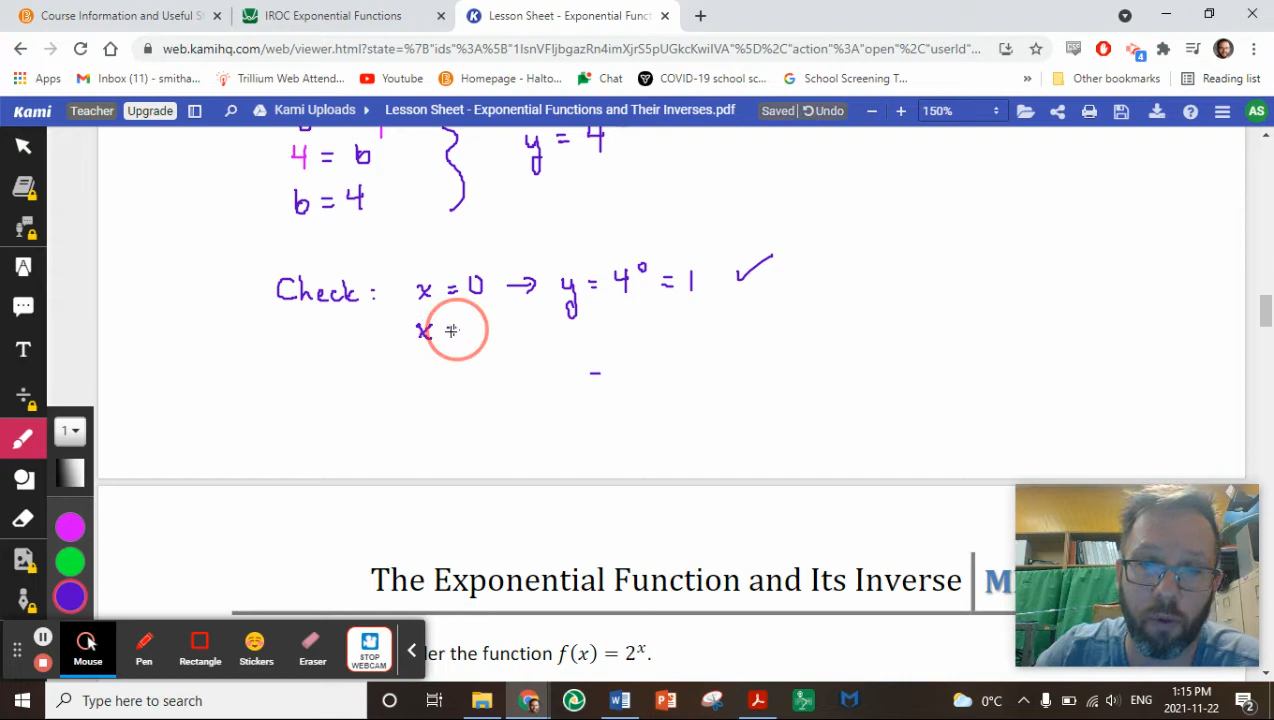 Course Information and Useful S
IROC Exponential Functions
Lesson Sheet - Exponential Funct
web.kamihq.com/web/viewer.html?state=%7B"ids"%3A%5B"1IsnVFIjbgazRn4imXjrS5pUGkcKwiIVA"%5D%2C"action"%3A"open"%2C"userId"...
4
Apps
Inbox (11) - smitha...
Trillium Web Attend...
YouTube
Homepage - Halto...
Chat
COVID-19 school sc...
School Screening T...
»
Other bookmarks
Reading list
Kami
Teacher
Upgrade
Kami Uploads
Lesson Sheet - Exponential Functions and Their Inverses.pdf
Saved
Undo
150%
AS
4 = b
y = 4
b = 4
Check: x = 0 → y = 4⁰ = 1 ✓
x =
-
1
The Exponential Function and Its Inverse
M
der the function f(x) = 2ˣ.
Mouse
Pen
Rectangle
Stickers
Eraser
STOP WEBCAM
Type here to search
0°C
ENG
1:15 PM
2021-11-22
2